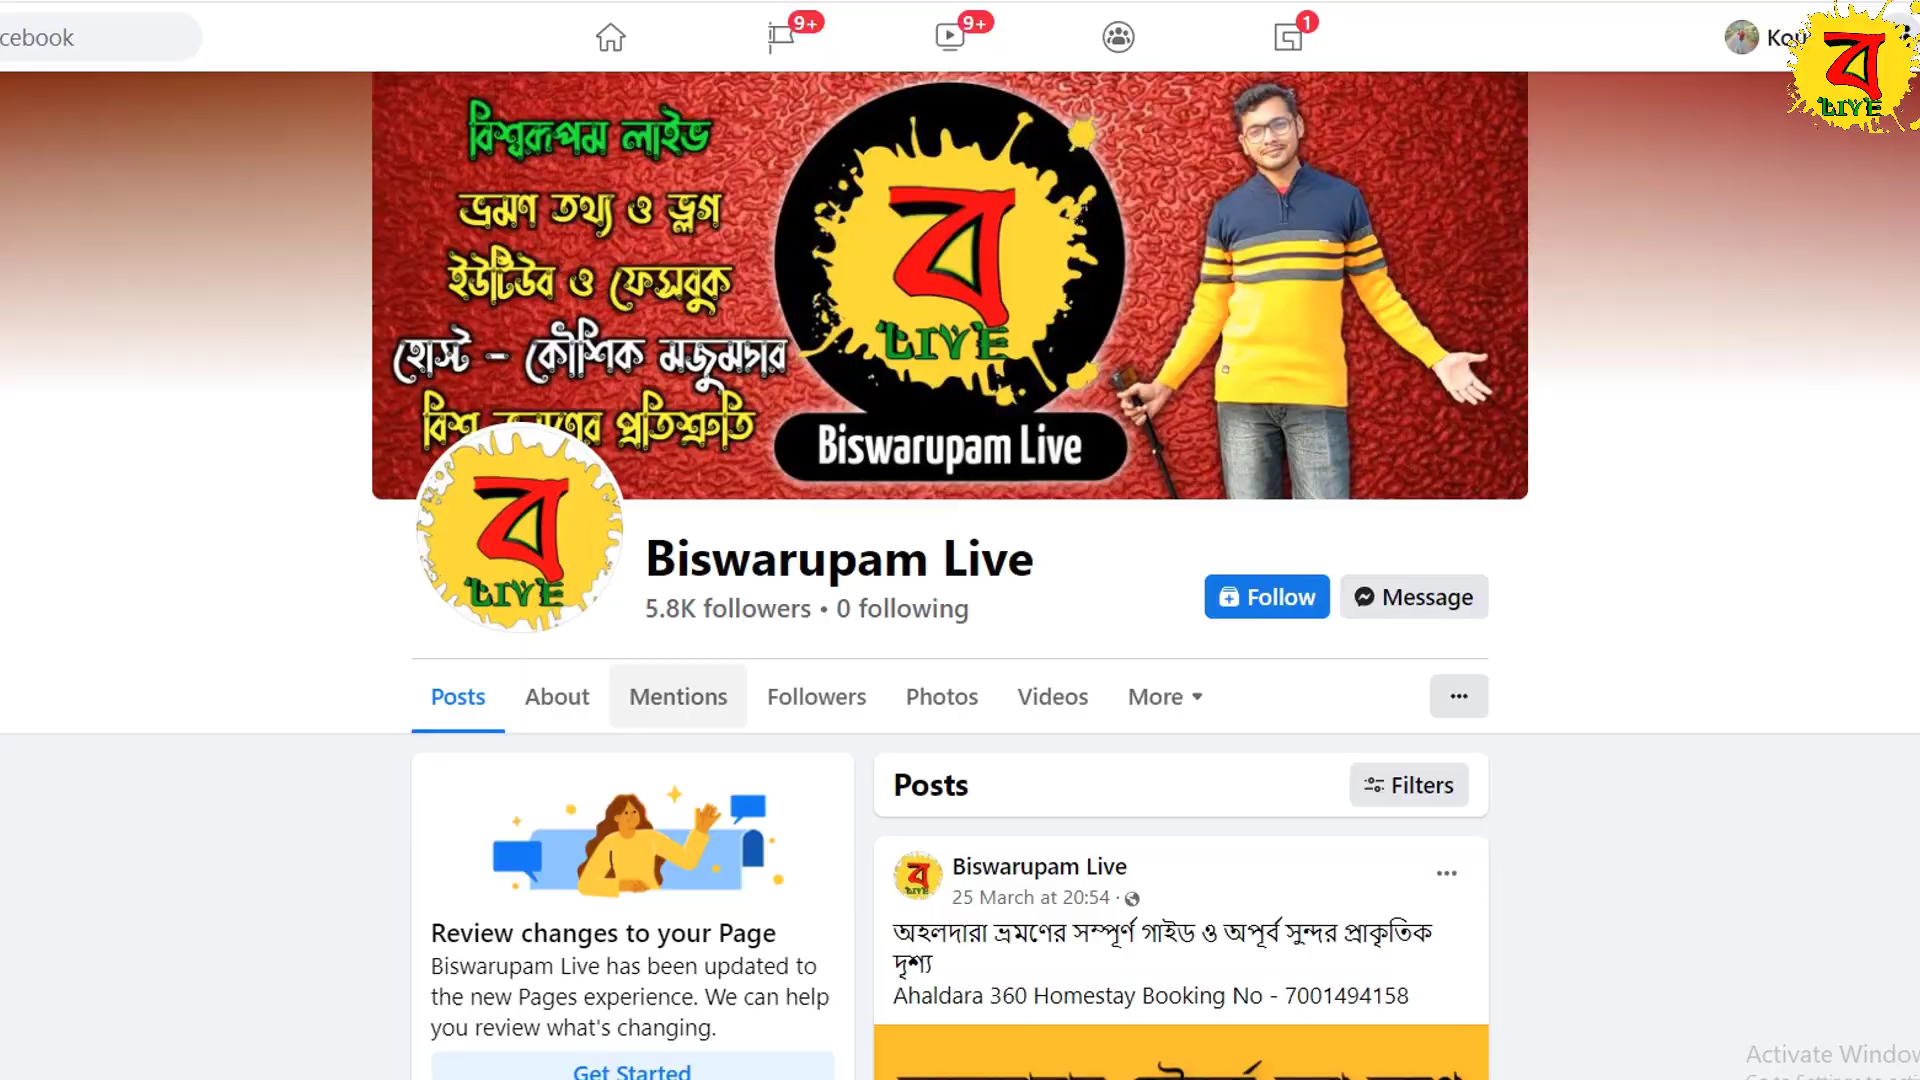 cebook
9+
9+
1
Kou
ব
LIVE
বিশ্বরূপম লাইভ
ভ্রমণ তথ্য ও ভ্লগ
ইউটিউব ও ফেসবুক
হোস্ট - কৌশিক মজুমদার
প্রতিশ্রুতি
ব
LIVE
Biswarupam Live
ব
LIVE
Biswarupam Live
5.8K followers • 0 following
Follow
Message
Posts
About
Mentions
Followers
Photos
Videos
More
Posts
Filters
Review changes to your Page
Biswarupam Live has been updated to
the new Pages experience. We can help
you review what's changing.
Get Started
ব
LIVE
Biswarupam Live
25 March at 20:54 ·
অহলদারা ভ্রমণের সম্পূর্ণ গাইড ও অপূর্ব সুন্দর প্রাকৃতিক
দৃশ্য
Ahaldara 360 Homestay Booking No - 7001494158
Activate Window